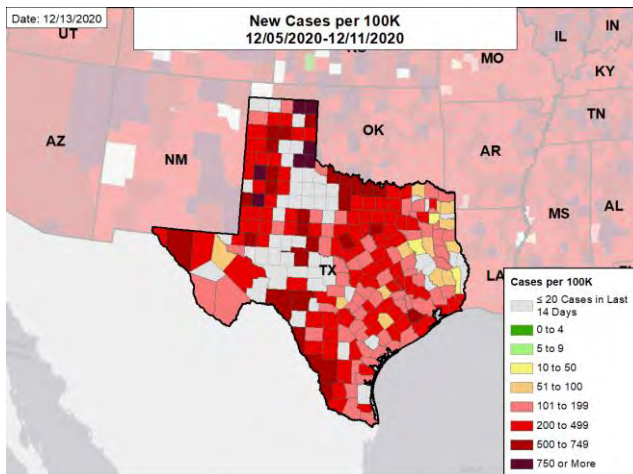 Date: 12/13/2020
New Cases per 100K
12/05/2020-12/11/2020
UT
MO
IL
IN
KY
AZ
NM
OK
TN
AR
MS
AL
TX
LA
Cases per 100K
≤ 20 Cases in Last
14 Days
0 to 4
5 to 9
10 to 50
51 to 100
101 to 199
200 to 499
500 to 749
750 or More